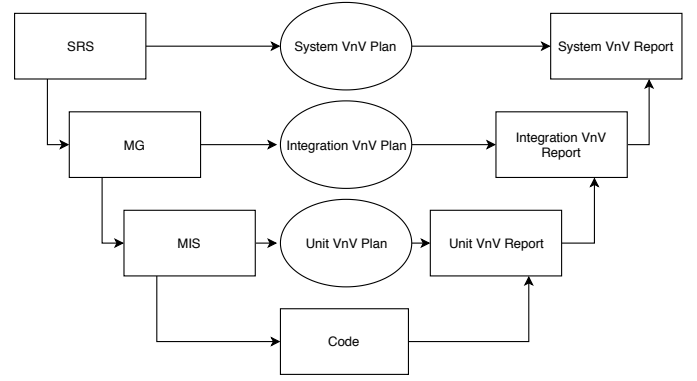 SRS
System VnV Plan
System VnV Report
MG
Integration VnV Plan
Integration VnV
Report
MIS
Unit VnV Plan
Unit VnV Report
Code